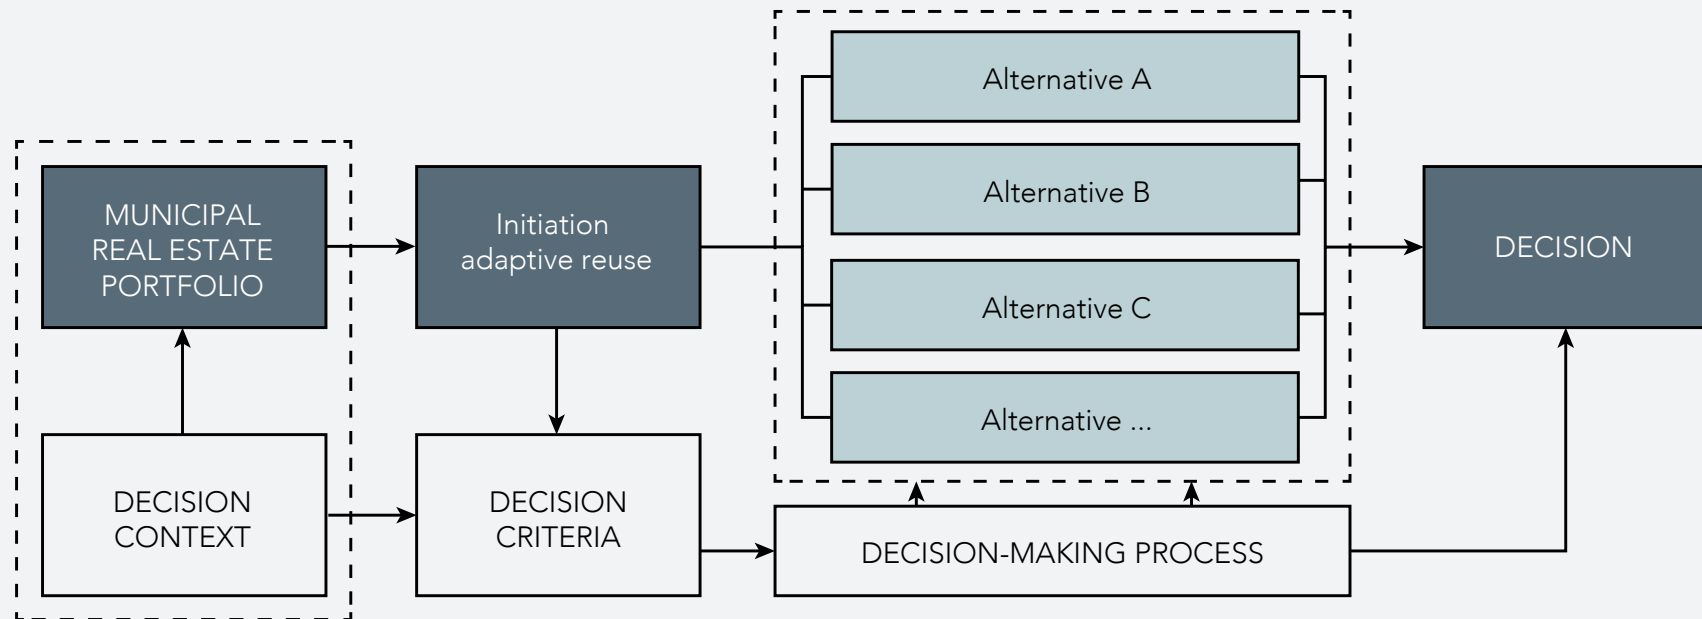 MUNICIPAL
REAL ESTATE
PORTFOLIO
Initiation
adaptive reuse
Alternative A
Alternative B
Alternative C
Alternative ...
DECISION
DECISION
CONTEXT
DECISION
CRITERIA
DECISION-MAKING PROCESS